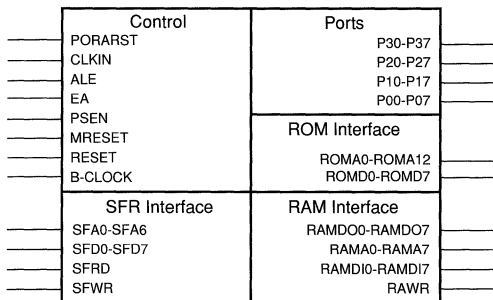 Control
PORARST
CLKIN
ALE
EA
PSEN
MRESET
RESET
B-CLOCK
Ports
P30-P37
P20-P27
P10-P17
P00-P07
ROM Interface
ROMA0-ROMA12
ROMD0-ROMD7
SFR Interface
SFA0-SFA6
SFD0-SFD7
SFRD
SFWR
RAM Interface
RAMDO0-RAMDO7
RAMA0-RAMA7
RAMDI0-RAMDI7
RAWR